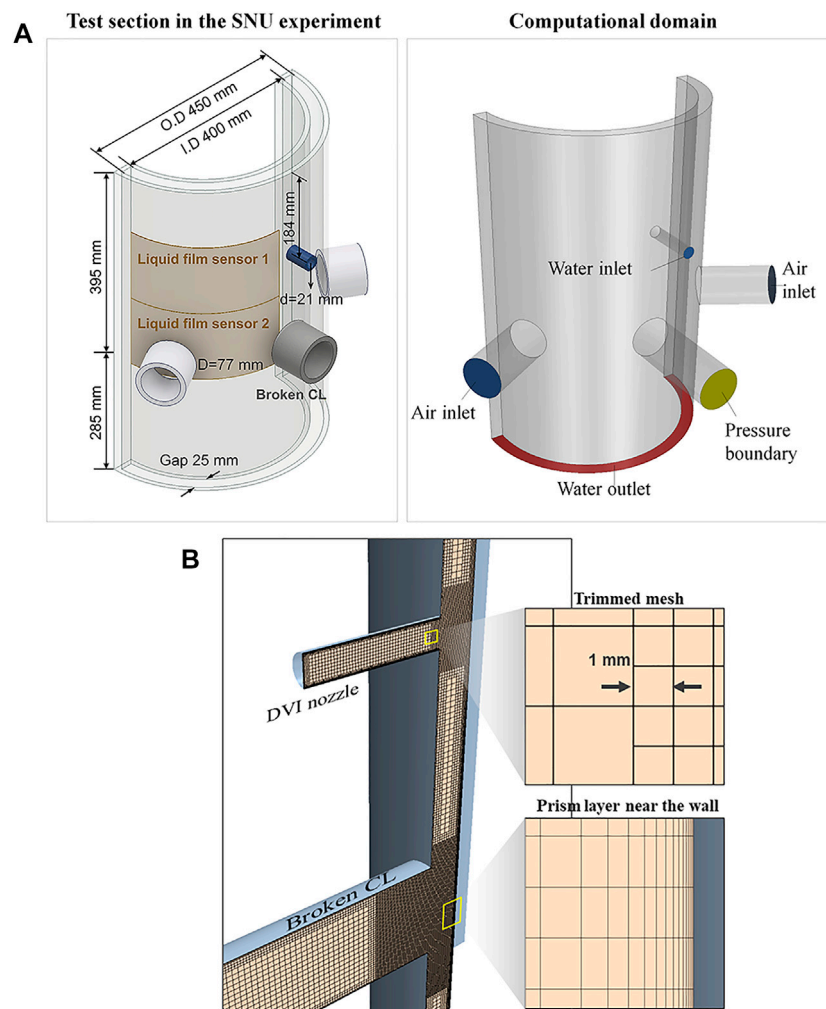 A
Test section in the SNU experiment
Computational domain
O.D 450 mm
I.D 400 mm
395 mm
184 mm
Liquid film sensor 1
d=21 mm
Liquid film sensor 2
D=77 mm
Broken CL
285 mm
Gap 25 mm
Water inlet
Air
inlet
Air inlet
Pressure
boundary
Water outlet
B
DVI nozzle
Broken CL
Trimmed mesh
1 mm
Prism layer near the wall